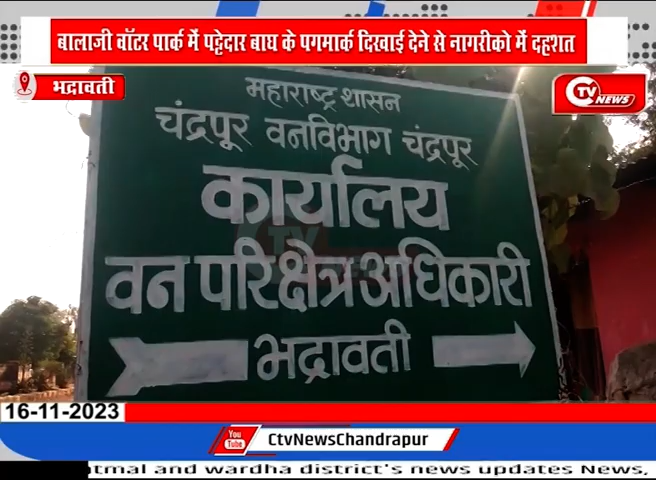 बालाजी वॉटर पार्क में पट्टेदार बाघ के पगमार्क दिखाई देने से नागरीको में दहशत
भद्रावती
CTV NEWS
महाराष्ट्र शासन
चंद्रपूर वनविभाग चंद्रपूर
कार्यालय
वन परिक्षेत्र अधिकारी
भद्रावती
16-11-2023
You Tube CtvNewsChandrapur
atmal and wardha district's news updates News,